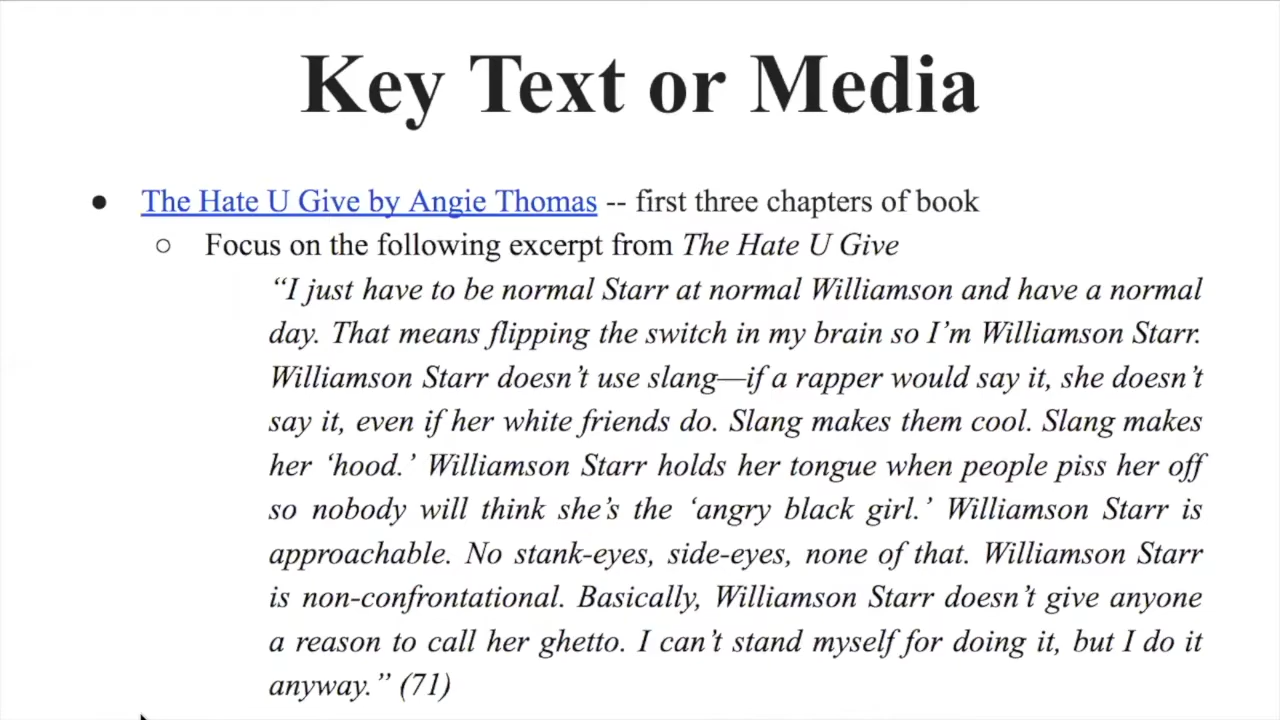 Key Text or Media
● The Hate U Give by Angie Thomas -- first three chapters of book
○ Focus on the following excerpt from The Hate U Give
“I just have to be normal Starr at normal Williamson and have a normal
day. That means flipping the switch in my brain so I’m Williamson Starr.
Williamson Starr doesn’t use slang—if a rapper would say it, she doesn’t
say it, even if her white friends do. Slang makes them cool. Slang makes
her ‘hood.’ Williamson Starr holds her tongue when people piss her off
so nobody will think she’s the ‘angry black girl.’ Williamson Starr is
approachable. No stank-eyes, side-eyes, none of that. Williamson Starr
is non-confrontational. Basically, Williamson Starr doesn’t give anyone
a reason to call her ghetto. I can’t stand myself for doing it, but I do it
anyway.” (71)